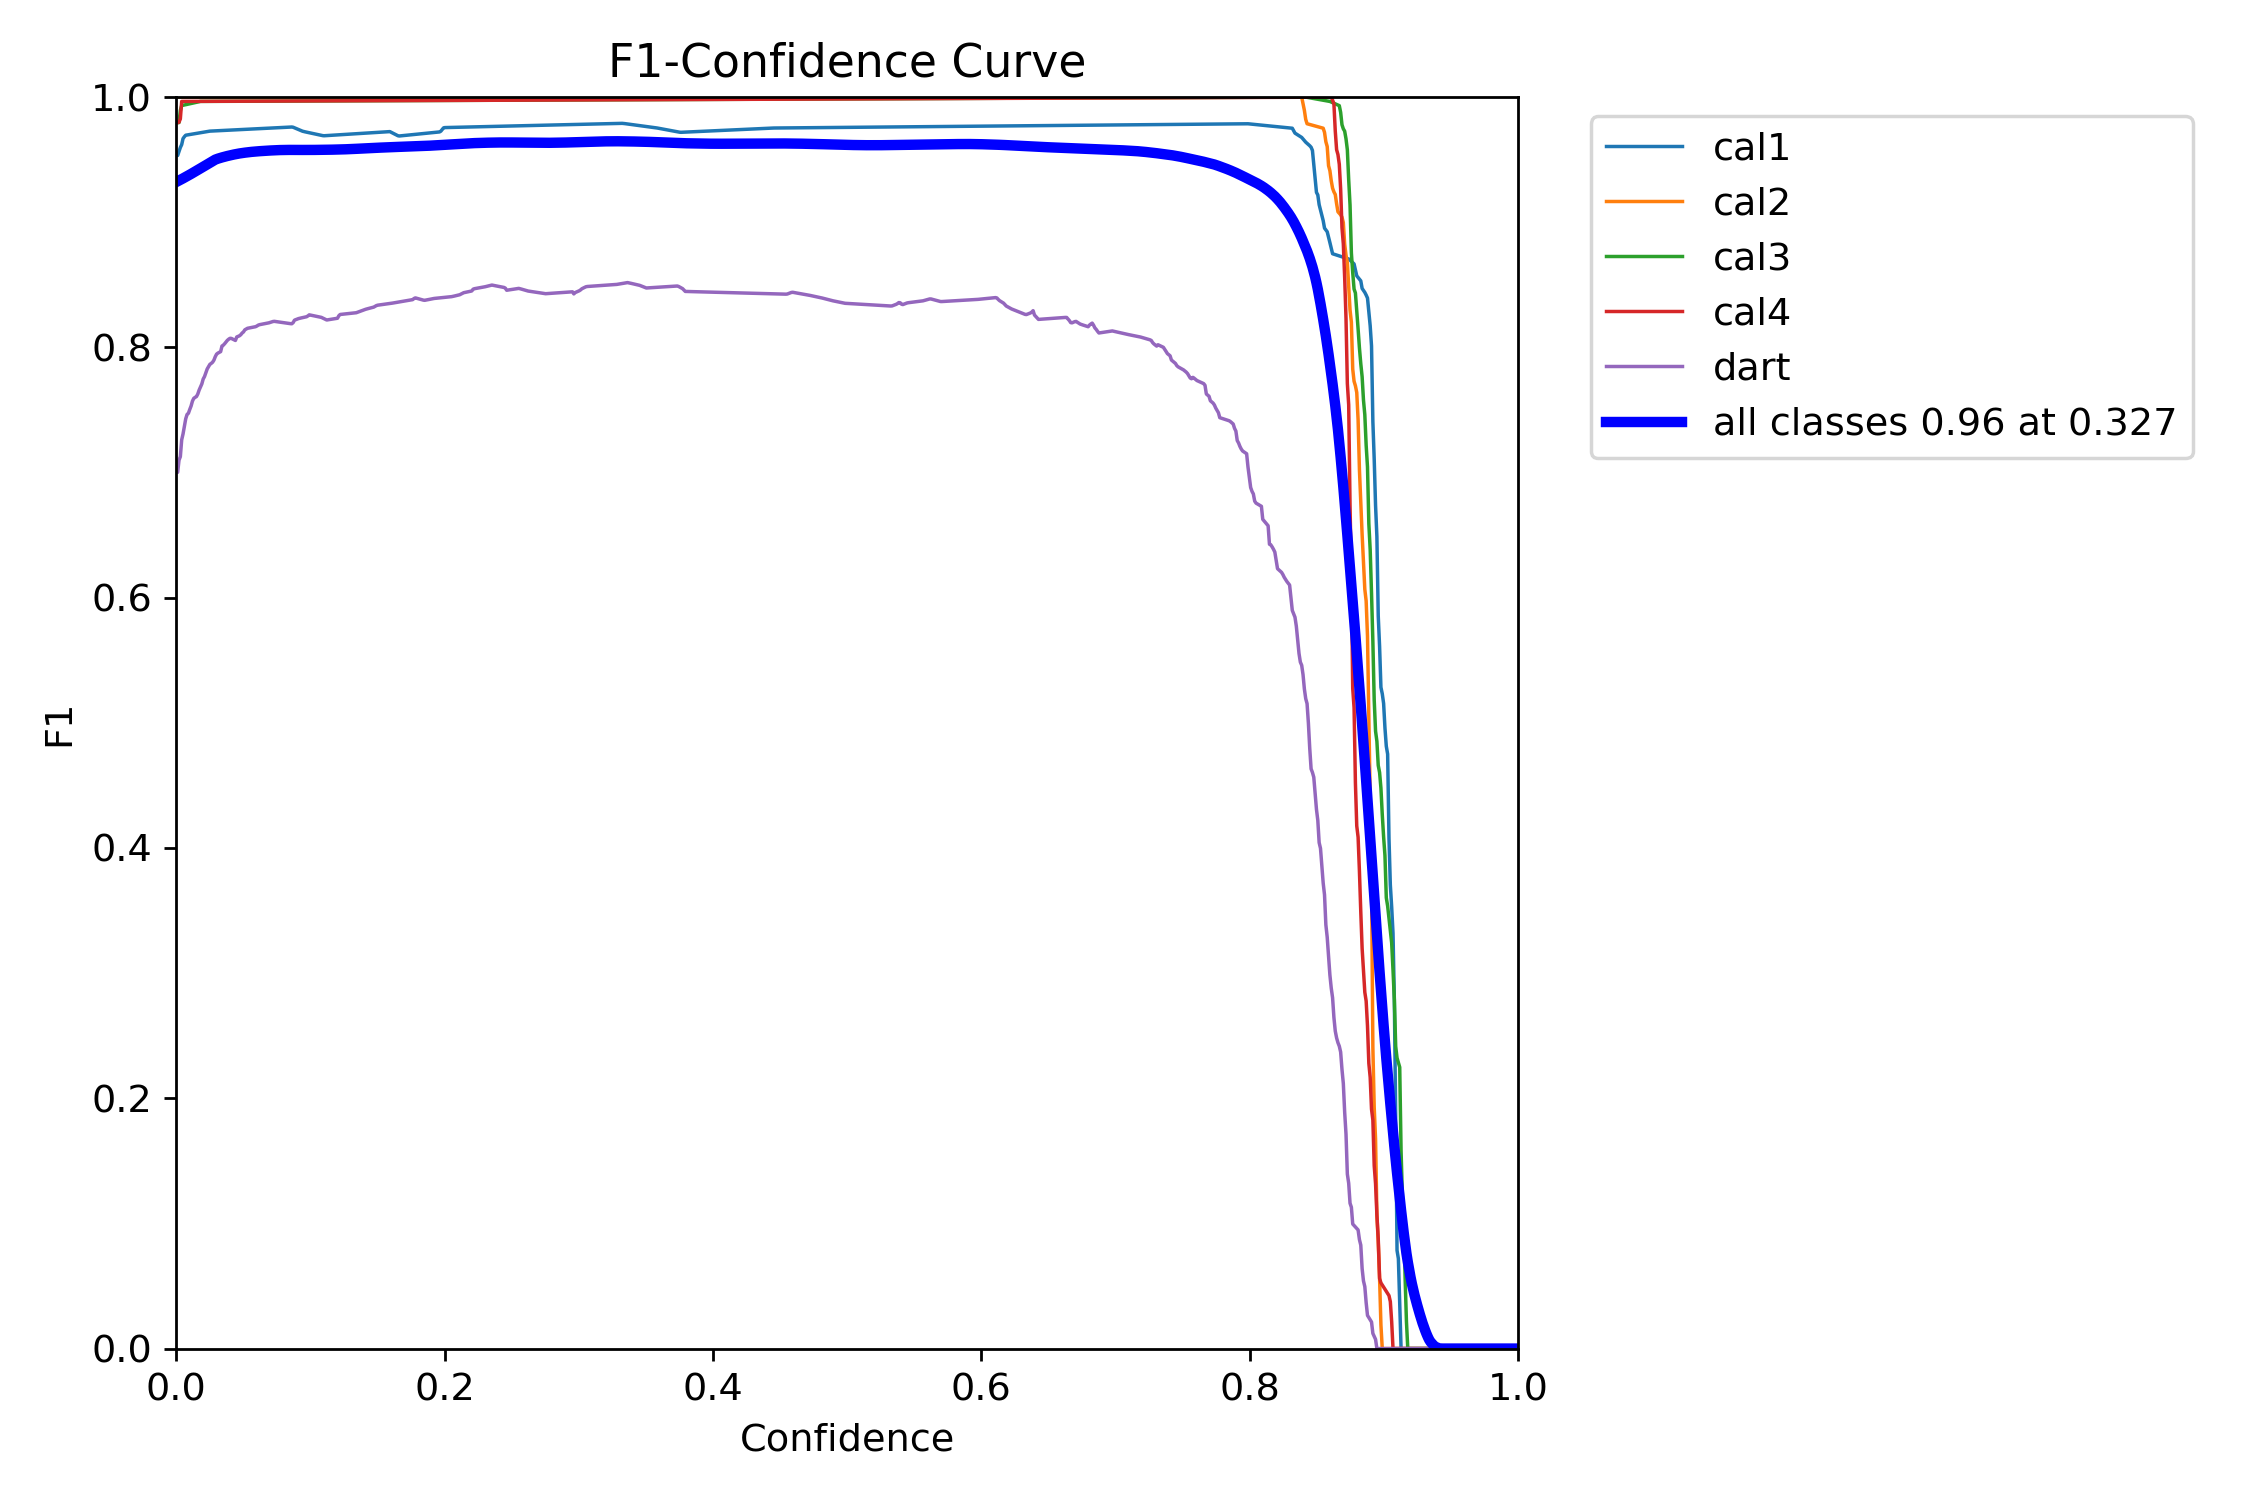 F1-Confidence Curve
1.0
0.8
0.6
0.4
0.2
0.0
F1
0.0 0.2 0.4 0.6 0.8 1.0
Confidence
cal1
cal2
cal3
cal4
dart
all classes 0.96 at 0.327